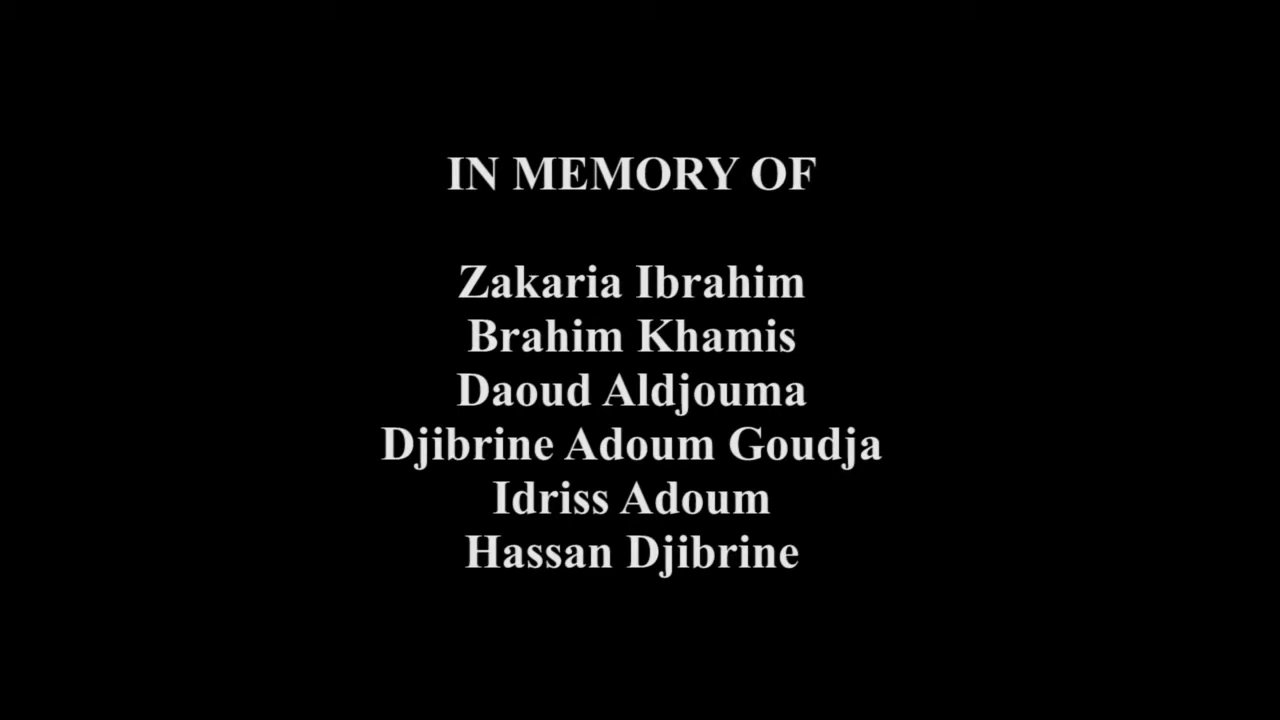 IN MEMORY OF
Zakaria Ibrahim
Brahim Khamis
Daoud Aldjouma
Djibrine Adoum Goudja
Idriss Adoum
Hassan Djibrine